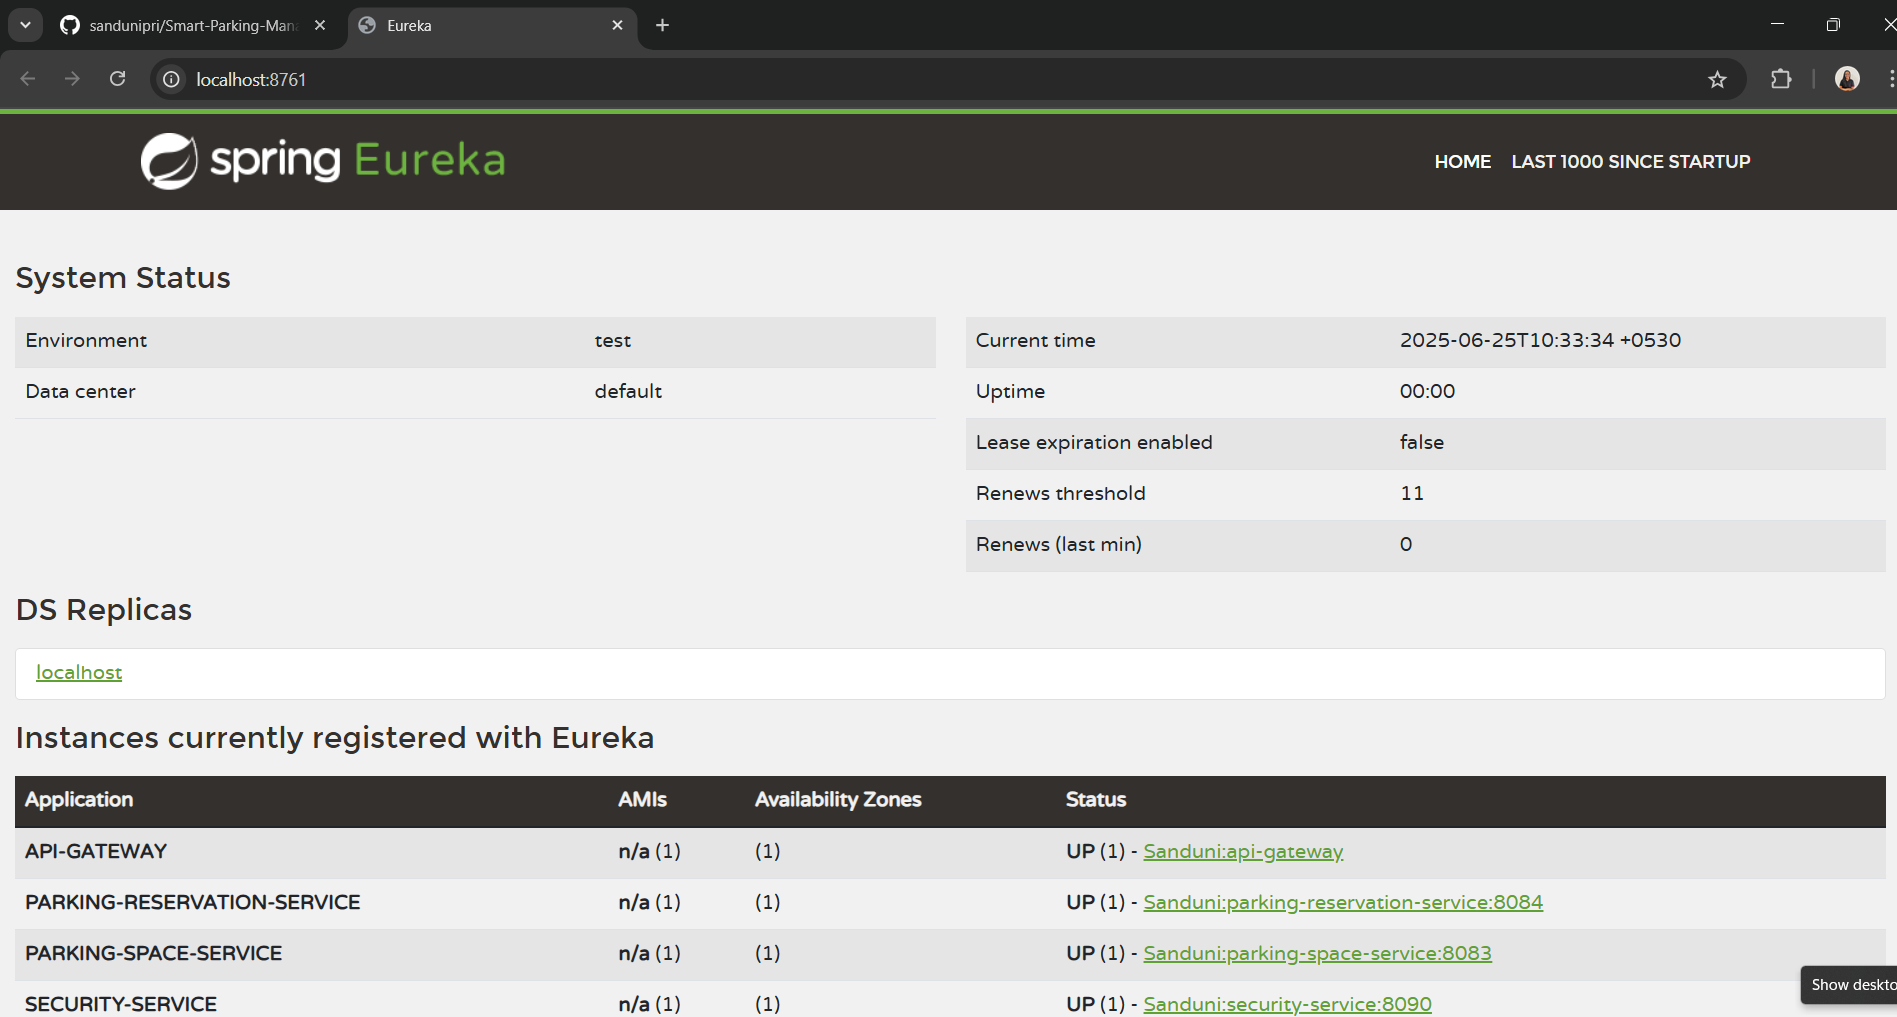 sandunipri/Smart-Parking-Man
Eureka
localhost:8761
spring Eureka
HOME LAST 1000 SINCE STARTUP
System Status
Environment test
Data center default
Current time 2025-06-25T10:33:34 +0530
Uptime 00:00
Lease expiration enabled false
Renews threshold 11
Renews (last min) 0
DS Replicas
localhost
Instances currently registered with Eureka
Application AMIs Availability Zones Status
API-GATEWAY n/a (1) (1) UP (1) - Sanduni:api-gateway
PARKING-RESERVATION-SERVICE n/a (1) (1) UP (1) - Sanduni:parking-reservation-service:8084
PARKING-SPACE-SERVICE n/a (1) (1) UP (1) - Sanduni:parking-space-service:8083
SECURITY-SERVICE n/a (1) (1) UP (1) - Sanduni:security-service:8090
Show deskto